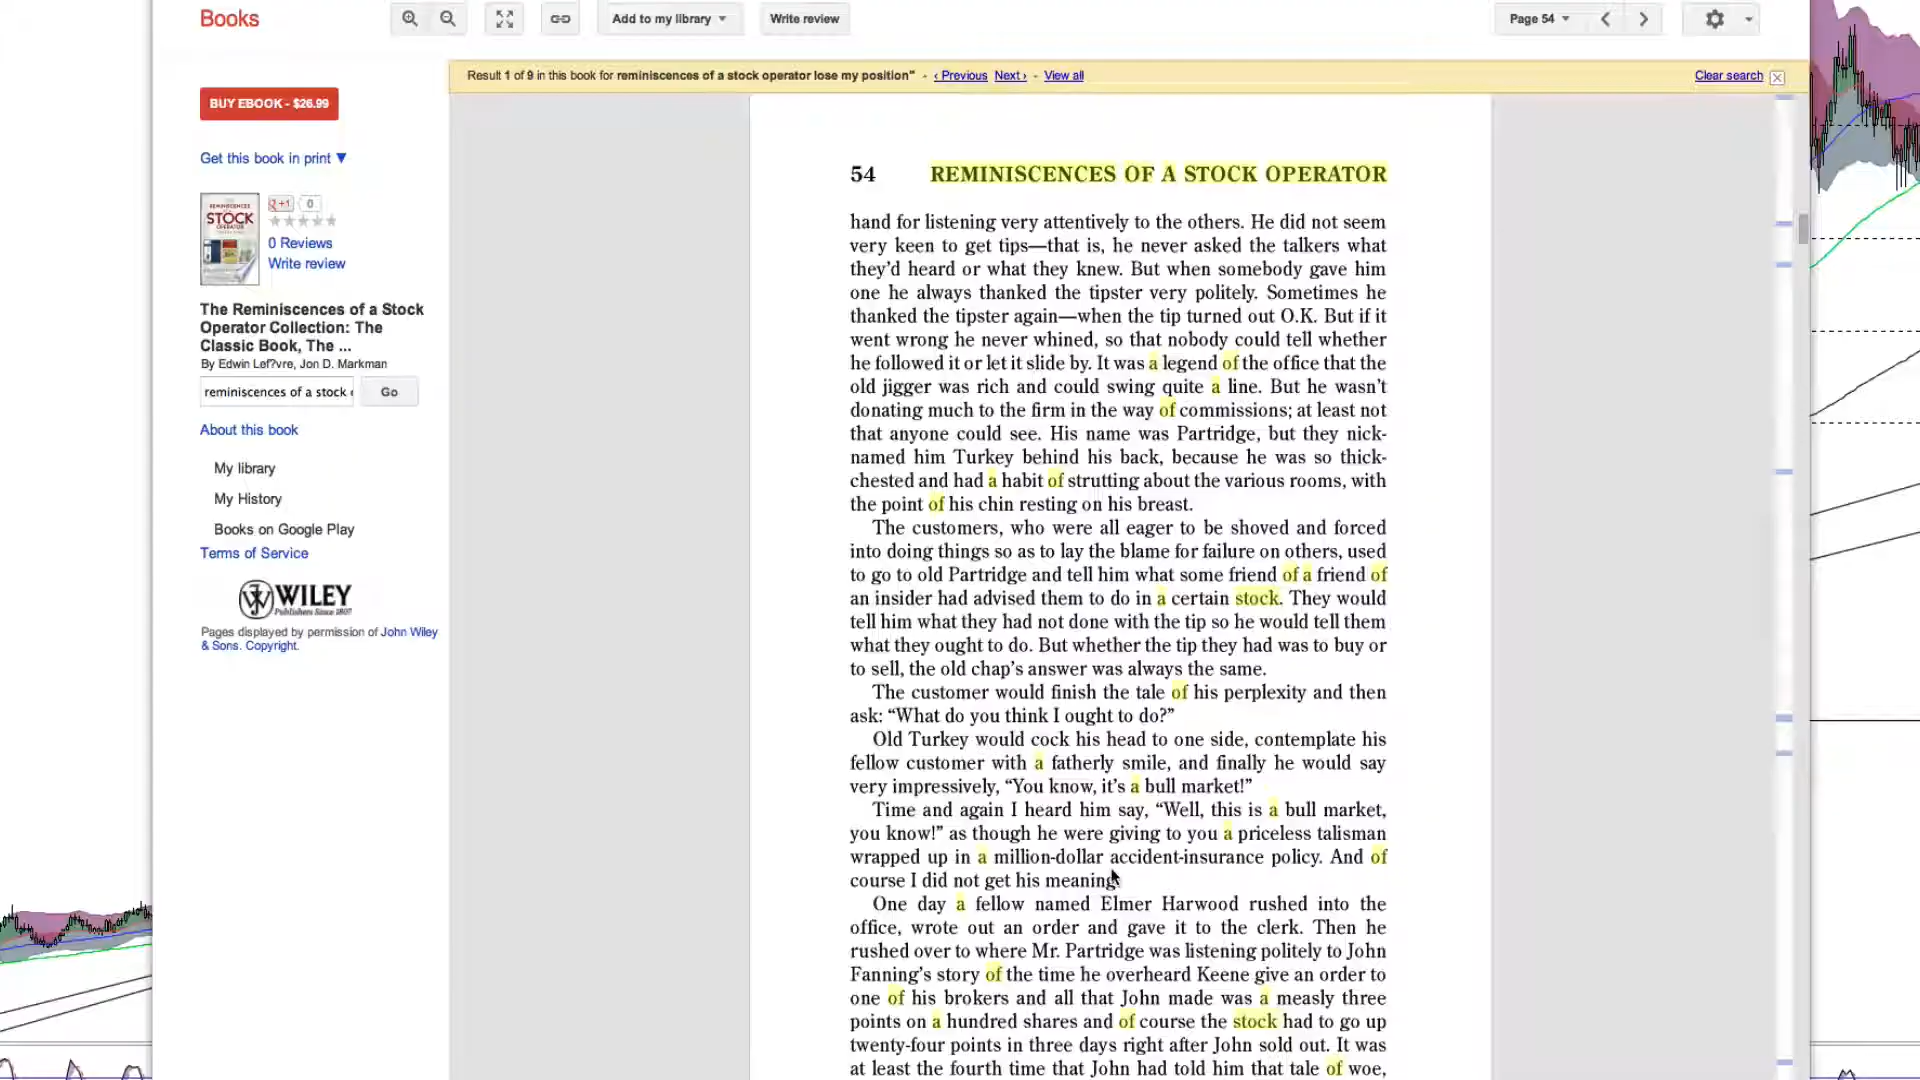 Books
Add to my library
Write review
Page 54
Result 1 of 9 in this book for reminiscences of a stock operator lose my position" - ‹ Previous Next › - View all
Clear search
BUY EBOOK - $26.99
Get this book in print ▼
+1 0
REMINISCENCES
STOCK
OPERATOR
0 Reviews
Write review
The Reminiscences of a Stock
Operator Collection: The
Classic Book, The ...
By Edwin Lef?vre, Jon D. Markman
reminiscences of a stock
Go
About this book
My library
My History
Books on Google Play
Terms of Service
WILEY
Publishers Since 1807
Pages displayed by permission of John Wiley
& Sons. Copyright.
54 REMINISCENCES OF A STOCK OPERATOR
hand for listening very attentively to the others. He did not seem
very keen to get tips—that is, he never asked the talkers what
they'd heard or what they knew. But when somebody gave him
one he always thanked the tipster very politely. Sometimes he
thanked the tipster again—when the tip turned out O.K. But if it
went wrong he never whined, so that nobody could tell whether
he followed it or let it slide by. It was a legend of the office that the
old jigger was rich and could swing quite a line. But he wasn't
donating much to the firm in the way of commissions; at least not
that anyone could see. His name was Partridge, but they nick-
named him Turkey behind his back, because he was so thick-
chested and had a habit of strutting about the various rooms, with
the point of his chin resting on his breast.
The customers, who were all eager to be shoved and forced
into doing things so as to lay the blame for failure on others, used
to go to old Partridge and tell him what some friend of a friend of
an insider had advised them to do in a certain stock. They would
tell him what they had not done with the tip so he would tell them
what they ought to do. But whether the tip they had was to buy or
to sell, the old chap's answer was always the same.
The customer would finish the tale of his perplexity and then
ask: “What do you think I ought to do?”
Old Turkey would cock his head to one side, contemplate his
fellow customer with a fatherly smile, and finally he would say
very impressively, “You know, it's a bull market!”
Time and again I heard him say, “Well, this is a bull market,
you know!” as though he were giving to you a priceless talisman
wrapped up in a million-dollar accident-insurance policy. And of
course I did not get his meaning.
One day a fellow named Elmer Harwood rushed into the
office, wrote out an order and gave it to the clerk. Then he
rushed over to where Mr. Partridge was listening politely to John
Fanning's story of the time he overheard Keene give an order to
one of his brokers and all that John made was a measly three
points on a hundred shares and of course the stock had to go up
twenty-four points in three days right after John sold out. It was
at least the fourth time that John had told him that tale of woe,